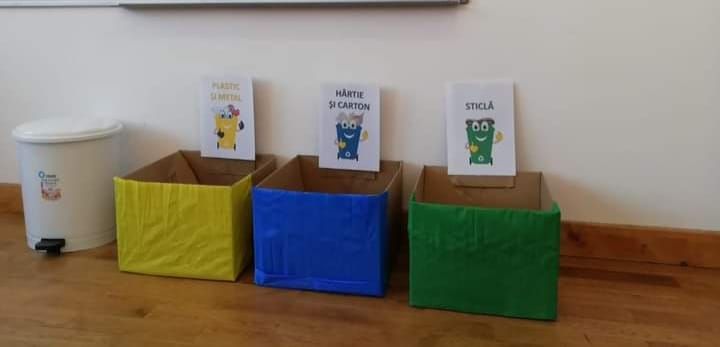 PLASTIC
ȘI METAL
HÂRTIE
ȘI CARTON
STICLĂ